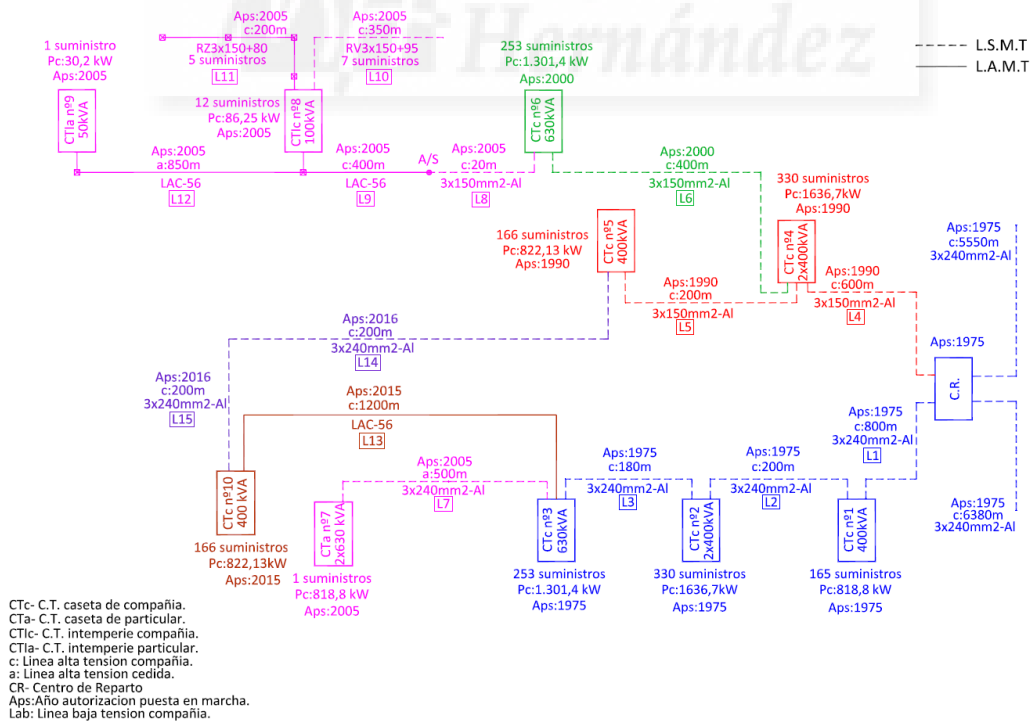 Hernández
Aps:2005
c:200m
RZ3x150+80
5 suministros
L11
Aps:2005
c:350m
RV3x150+95
7 suministros
L10
L.S.M.T
L.A.M.T
1 suministro
Pc:30,2 kW
Aps:2005
CTIa nº9
50kVA
12 suministros
Pc:86,25 kW
Aps:2005
CTIc nº8
100kVA
253 suministros
Pc:1.301,4 kW
Aps:2000
CTc nº6
630kVA
Aps:2005
a:850m
LAC-56
L12
Aps:2005
c:400m
LAC-56
L9
A/S
Aps:2005
c:20m
3x150mm2-Al
L8
Aps:2000
c:400m
3x150mm2-Al
L6
330 suministros
Pc:1636,7kW
Aps:1990
CTc nº4
2x400kVA
166 suministros
Pc:822,13 kW
Aps:1990
CTc nº5
400kVA
Aps:1990
c:200m
3x150mm2-Al
L5
Aps:1990
c:600m
3x150mm2-Al
L4
Aps:1975
c:5550m
3x240mm2-Al
Aps:2016
c:200m
3x240mm2-Al
L14
Aps:1975
C.R.
Aps:2016
c:200m
3x240mm2-Al
L15
Aps:2015
c:1200m
LAC-56
L13
Aps:1975
c:800m
3x240mm2-Al
L1
Aps:2005
a:500m
3x240mm2-Al
L7
Aps:1975
c:180m
3x240mm2-Al
L3
Aps:1975
c:200m
3x240mm2-Al
L2
Aps:1975
c:6380m
3x240mm2-Al
CTc nº10
400 kVA
166 suministros
Pc:822,13kW
Aps:2015
CTa nº7
2x630 kVA
1 suministros
Pc:818,8 kW
Aps:2005
CTc nº3
630kVA
253 suministros
Pc:1.301,4 kW
Aps:1975
CTc nº2
2x400kVA
330 suministros
Pc:1636,7kW
Aps:1975
CTc nº1
400kVA
165 suministros
Pc:818,8 kW
Aps:1975
CTc- C.T. caseta de compañia.
CTa- C.T. caseta de particular.
CTIc- C.T. intemperie compañia.
CTIa- C.T. intemperie particular.
c: Linea alta tension compañia.
a: Linea alta tension cedida.
CR- Centro de Reparto
Aps:Año autorizacion puesta en marcha.
Lab: Linea baja tension compañia.